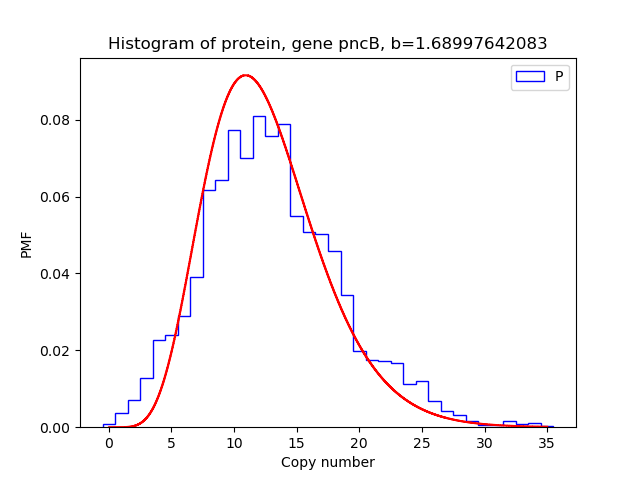 Histogram of protein, gene pncB, b=1.68997642083
P
0.08
0.06
0.04
0.02
0.00
PMF
0 5 10 15 20 25 30 35
Copy number